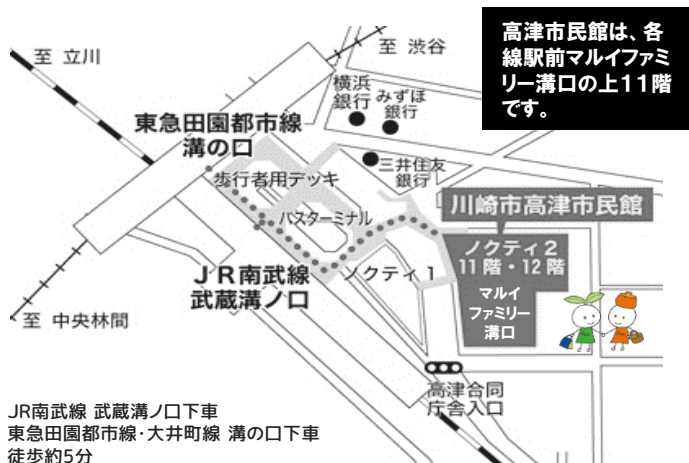 高津市民館は、各
線駅前マルイファミ
リー溝口の上11階
です。
至 立川
至 渋谷
横浜
銀行
みずほ
銀行
東急田園都市線
溝の口
三井住友
銀行
歩行者用デッキ
バスターミナル
川崎市高津市民館
ノクティ2
11階・12階
JR南武線
武蔵溝ノ口
ノクティ1
マルイ
ファミリー
溝口
至 中央林間
高津合同
庁舎入口
JR南武線 武蔵溝ノ口下車
東急田園都市線・大井町線 溝の口下車
徒歩約5分